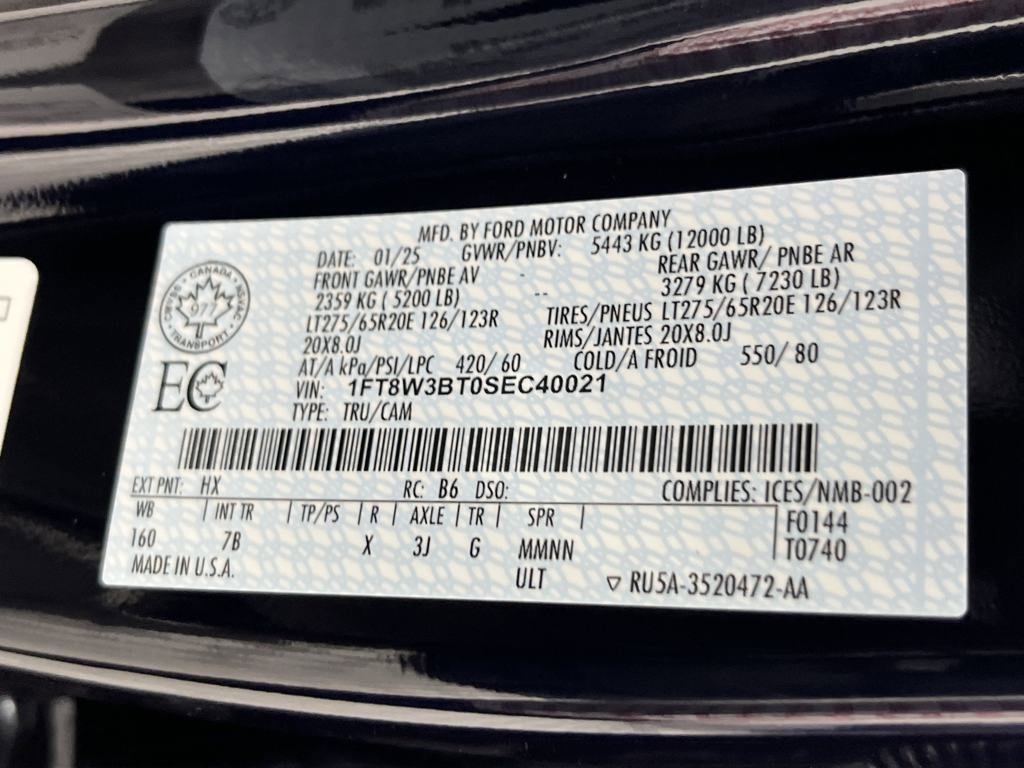 MFD. BY FORD MOTOR COMPANY
DATE: 01/25 GVWR/PNBV: 5443 KG (12000 LB)
FRONT GAWR/PNBE AV REAR GAWR/ PNBE AR
2359 KG ( 5200 LB) -- 3279 KG ( 7230 LB)
LT275/65R20E 126/123R TIRES/PNEUS LT275/65R20E 126/123R
20X8.0J RIMS/JANTES 20X8.0J
AT/A kPa/PSI/LPC 420/60 COLD/A FROID 550/80
VIN: 1FT8W3BT0SEC40021
TYPE: TRU/CAM
CANADA
977
TRANSPORT
EC
EXT PNT: HX RC: B6 DSO: COMPLIES: ICES/NMB-002
WB | INT TR | TP/PS | R | AXLE | TR | SPR | F0144
160 7B X 3J G MMNN T0740
MADE IN U.S.A. ULT RU5A-3520472-AA